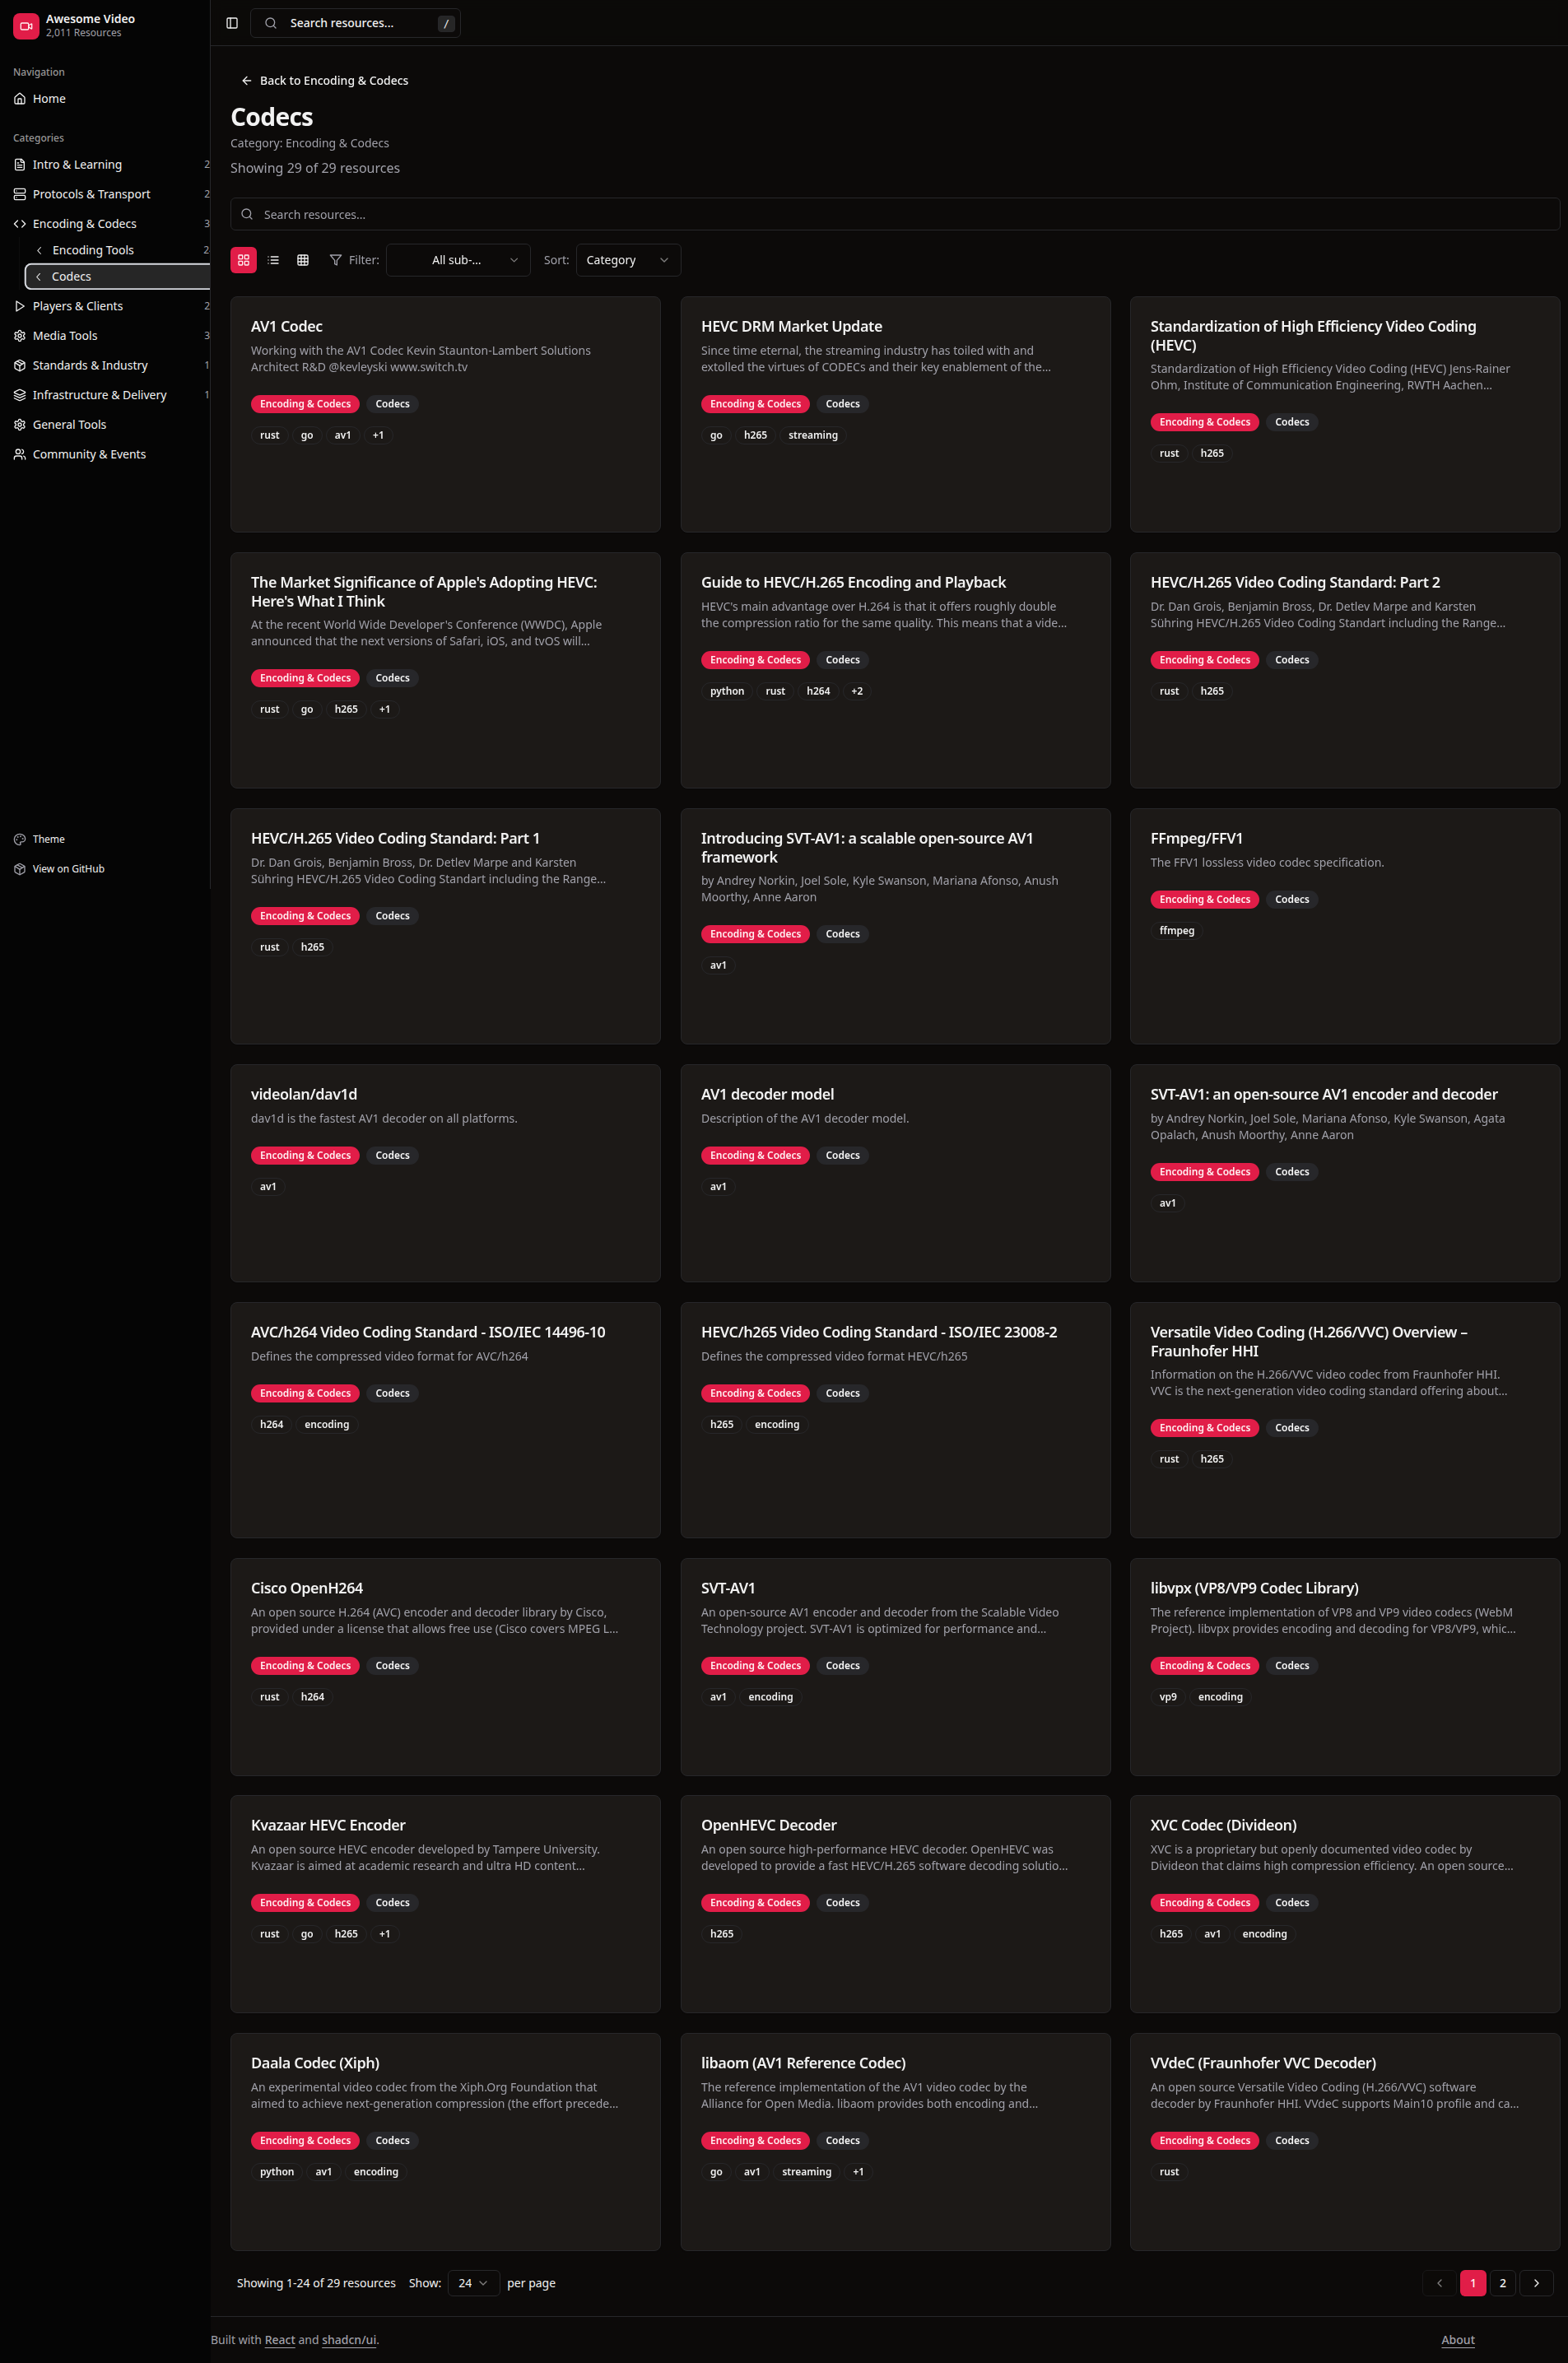 Awesome Video
2,011 Resources
Navigation
Home
Categories
Intro & Learning 2
Protocols & Transport 2
Encoding & Codecs 3
Encoding Tools 2
Codecs
Players & Clients 2
Media Tools 3
Standards & Industry 1
Infrastructure & Delivery 1
General Tools
Community & Events
Theme
View on GitHub
Search resources... /
Back to Encoding & Codecs
Codecs
Category: Encoding & Codecs
Showing 29 of 29 resources
Search resources...
Filter: All sub-... Sort: Category
AV1 Codec
Working with the AV1 Codec Kevin Staunton-Lambert Solutions
Architect R&D @kevleyski www.switch.tv
Encoding & Codecs Codecs
rust go av1 +1
HEVC DRM Market Update
Since time eternal, the streaming industry has toiled with and
extolled the virtues of CODECs and their key enablement of the...
Encoding & Codecs Codecs
go h265 streaming
Standardization of High Efficiency Video Coding
(HEVC)
Standardization of High Efficiency Video Coding (HEVC) Jens-Rainer
Ohm, Institute of Communication Engineering, RWTH Aachen...
Encoding & Codecs Codecs
rust h265
The Market Significance of Apple's Adopting HEVC:
Here's What I Think
At the recent World Wide Developer's Conference (WWDC), Apple
announced that the next versions of Safari, iOS, and tvOS will...
Encoding & Codecs Codecs
rust go h265 +1
Guide to HEVC/H.265 Encoding and Playback
HEVC's main advantage over H.264 is that it offers roughly double
the compression ratio for the same quality. This means that a vide...
Encoding & Codecs Codecs
python rust h264 +2
HEVC/H.265 Video Coding Standard: Part 2
Dr. Dan Grois, Benjamin Bross, Dr. Detlev Marpe and Karsten
Sühring HEVC/H.265 Video Coding Standart including the Range...
Encoding & Codecs Codecs
rust h265
HEVC/H.265 Video Coding Standard: Part 1
Dr. Dan Grois, Benjamin Bross, Dr. Detlev Marpe and Karsten
Sühring HEVC/H.265 Video Coding Standart including the Range...
Encoding & Codecs Codecs
rust h265
Introducing SVT-AV1: a scalable open-source AV1
framework
by Andrey Norkin, Joel Sole, Kyle Swanson, Mariana Afonso, Anush
Moorthy, Anne Aaron
Encoding & Codecs Codecs
av1
FFmpeg/FFV1
The FFV1 lossless video codec specification.
Encoding & Codecs Codecs
ffmpeg
videolan/dav1d
dav1d is the fastest AV1 decoder on all platforms.
Encoding & Codecs Codecs
av1
AV1 decoder model
Description of the AV1 decoder model.
Encoding & Codecs Codecs
av1
SVT-AV1: an open-source AV1 encoder and decoder
by Andrey Norkin, Joel Sole, Mariana Afonso, Kyle Swanson, Agata
Opalach, Anush Moorthy, Anne Aaron
Encoding & Codecs Codecs
av1
AVC/h264 Video Coding Standard - ISO/IEC 14496-10
Defines the compressed video format for AVC/h264
Encoding & Codecs Codecs
h264 encoding
HEVC/h265 Video Coding Standard - ISO/IEC 23008-2
Defines the compressed video format HEVC/h265
Encoding & Codecs Codecs
h265 encoding
Versatile Video Coding (H.266/VVC) Overview –
Fraunhofer HHI
Information on the H.266/VVC video codec from Fraunhofer HHI.
VVC is the next-generation video coding standard offering about...
Encoding & Codecs Codecs
rust h265
Cisco OpenH264
An open source H.264 (AVC) encoder and decoder library by Cisco,
provided under a license that allows free use (Cisco covers MPEG L...
Encoding & Codecs Codecs
rust h264
SVT-AV1
An open-source AV1 encoder and decoder from the Scalable Video
Technology project. SVT-AV1 is optimized for performance and...
Encoding & Codecs Codecs
av1 encoding
libvpx (VP8/VP9 Codec Library)
The reference implementation of VP8 and VP9 video codecs (WebM
Project). libvpx provides encoding and decoding for VP8/VP9, whic...
Encoding & Codecs Codecs
vp9 encoding
Kvazaar HEVC Encoder
An open source HEVC encoder developed by Tampere University.
Kvazaar is aimed at academic research and ultra HD content...
Encoding & Codecs Codecs
rust go h265 +1
OpenHEVC Decoder
An open source high-performance HEVC decoder. OpenHEVC was
developed to provide a fast HEVC/H.265 software decoding solutio...
Encoding & Codecs Codecs
h265
XVC Codec (Divideon)
XVC is a proprietary but openly documented video codec by
Divideon that claims high compression efficiency. An open source...
Encoding & Codecs Codecs
h265 av1 encoding
Daala Codec (Xiph)
An experimental video codec from the Xiph.Org Foundation that
aimed to achieve next-generation compression (the effort precede...
Encoding & Codecs Codecs
python av1 encoding
libaom (AV1 Reference Codec)
The reference implementation of the AV1 video codec by the
Alliance for Open Media. libaom provides both encoding and...
Encoding & Codecs Codecs
go av1 streaming +1
VVdeC (Fraunhofer VVC Decoder)
An open source Versatile Video Coding (H.266/VVC) software
decoder by Fraunhofer HHI. VVdeC supports Main10 profile and ca...
Encoding & Codecs Codecs
rust
Showing 1-24 of 29 resources Show: 24 per page
1 2
Built with React and shadcn/ui.
About